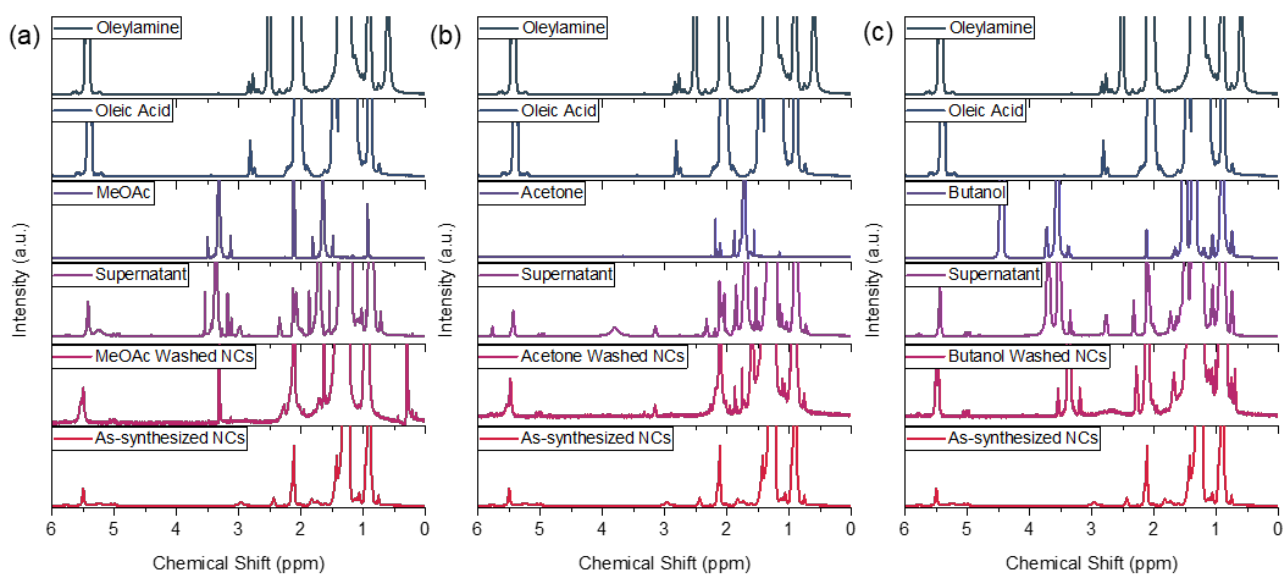 (a)
Oleylamine
Oleic Acid
MeOAc
Supernatant
MeOAc Washed NCs
As-synthesized NCs
Intensity (a.u.)
6 5 4 3 2 1 0
Chemical Shift (ppm)
(b)
Oleylamine
Oleic Acid
Acetone
Supernatant
Acetone Washed NCs
As-synthesized NCs
Intensity (a.u.)
6 5 4 3 2 1 0
Chemical Shift (ppm)
(c)
Oleylamine
Oleic Acid
Butanol
Supernatant
Butanol Washed NCs
As-synthesized NCs
Intensity (a.u.)
6 5 4 3 2 1 0
Chemical Shift (ppm)